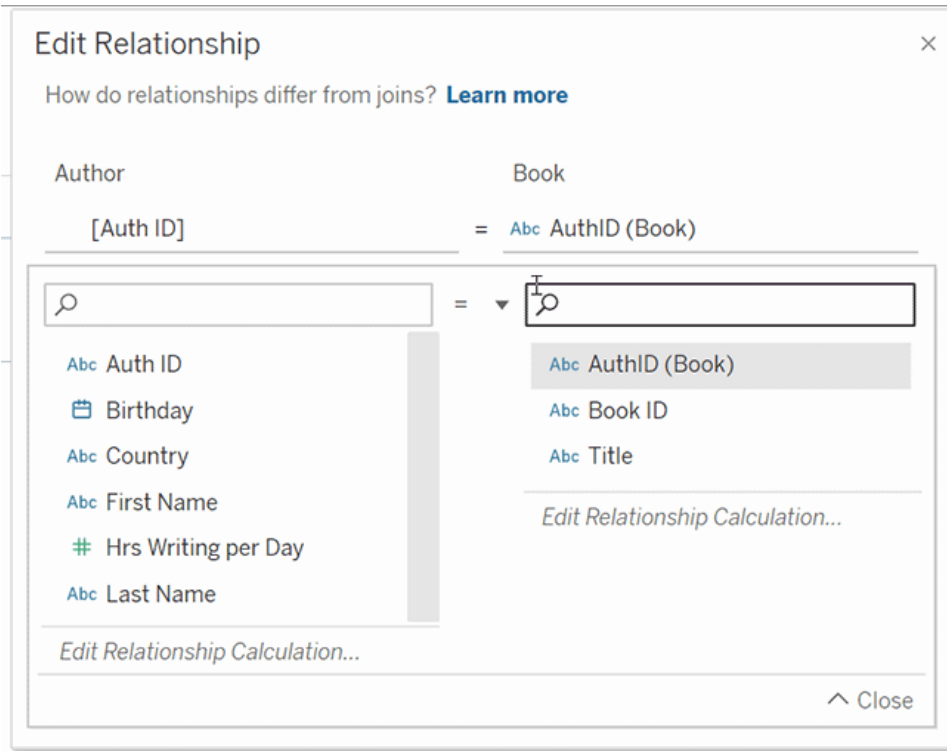 Edit Relationship
How do relationships differ from joins? Learn more
Author Book
[Auth ID] = Abc AuthID (Book)
=
Abc Auth ID
Birthday
Abc Country
Abc First Name
# Hrs Writing per Day
Abc Last Name
Edit Relationship Calculation...
Abc AuthID (Book)
Abc Book ID
Abc Title
Edit Relationship Calculation...
Close